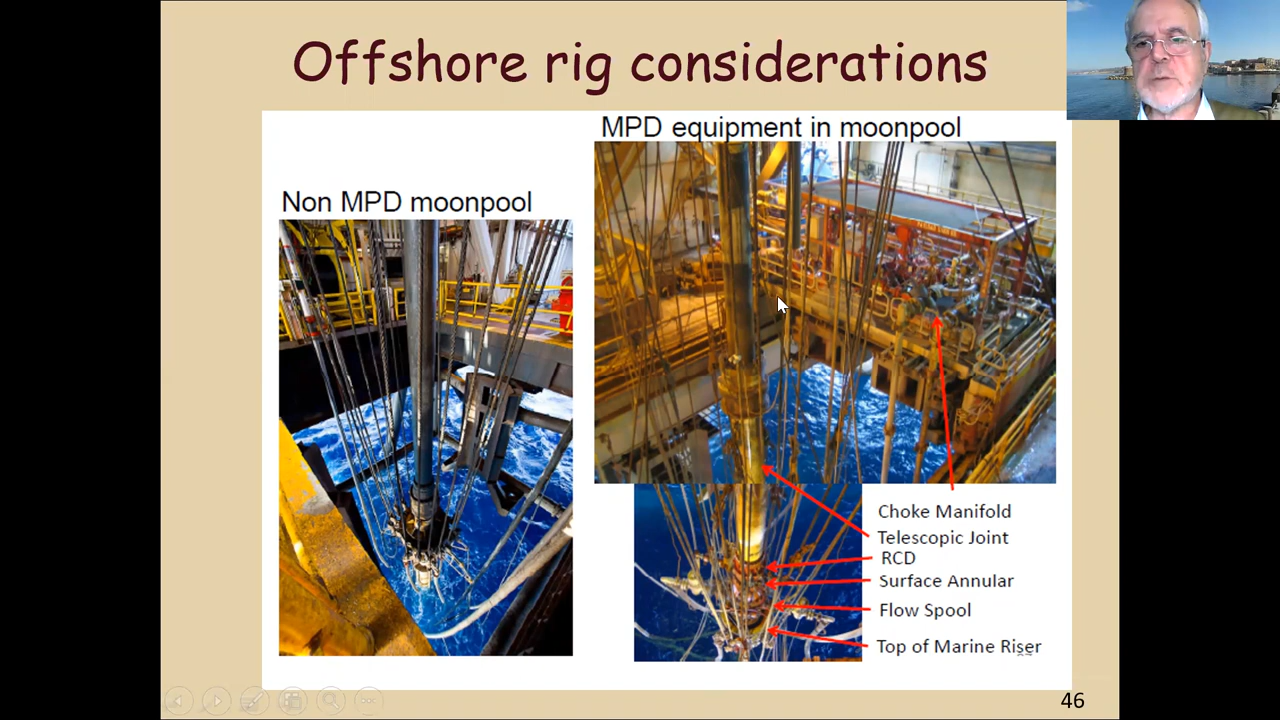 Offshore rig considerations
Non MPD moonpool
MPD equipment in moonpool
Choke Manifold
Telescopic Joint
RCD
Surface Annular
Flow Spool
Top of Marine Riser
46